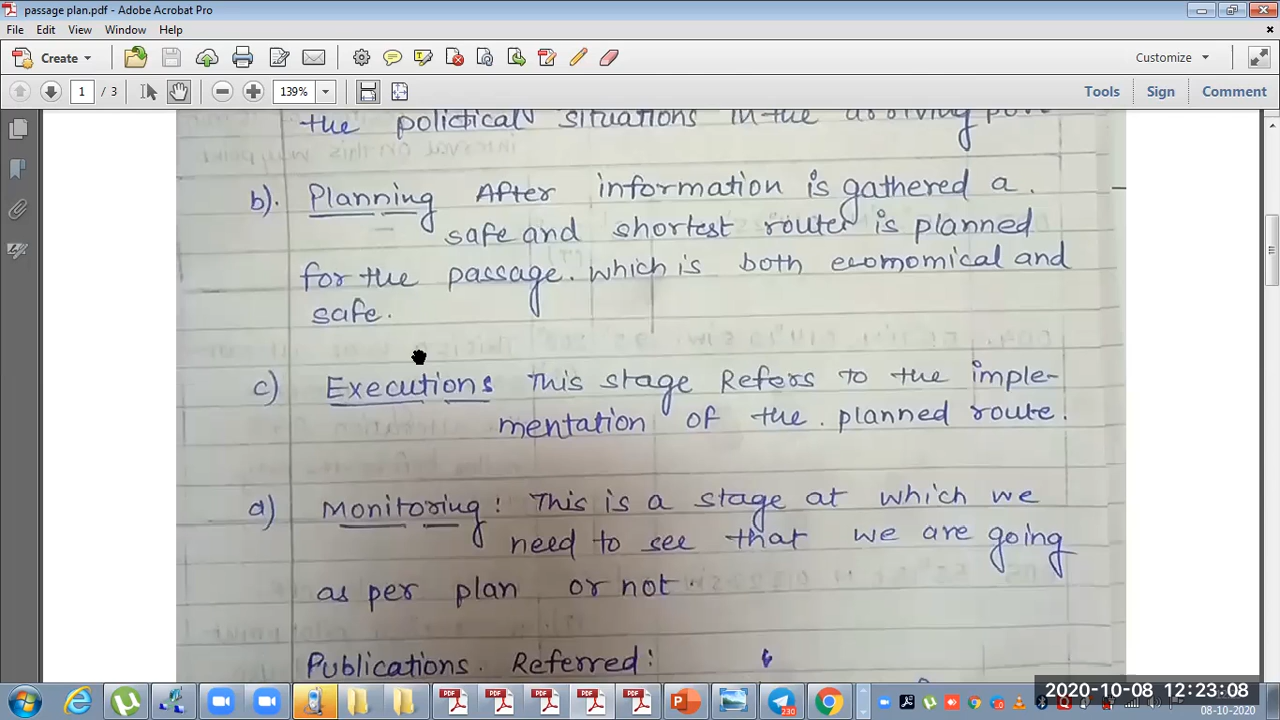 passage plan.pdf - Adobe Acrobat Pro
File Edit View Window Help
Create Customize
1 / 3 139% Tools Sign Comment
the political situations in the
b). Planning After information is gathered a.
safe and shortest route is planned
for the passage. which is both ecomomical and
safe.
c) Executions This stage Refers to the imple-
mentation of the. planned route.
d) Monitoring: This is a stage at which we
need to see that we are going
as per plan or not.
Publications. Referred:
230
2020-10-08 12:23:08
08-10-2020